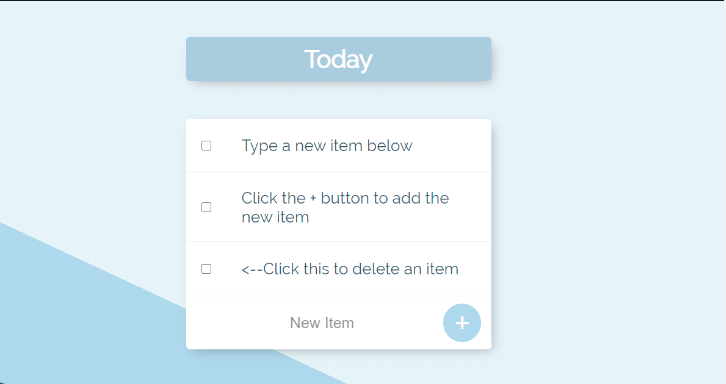 Today
Type a new item below
Click the + button to add the
new item
<--Click this to delete an item
New Item
+